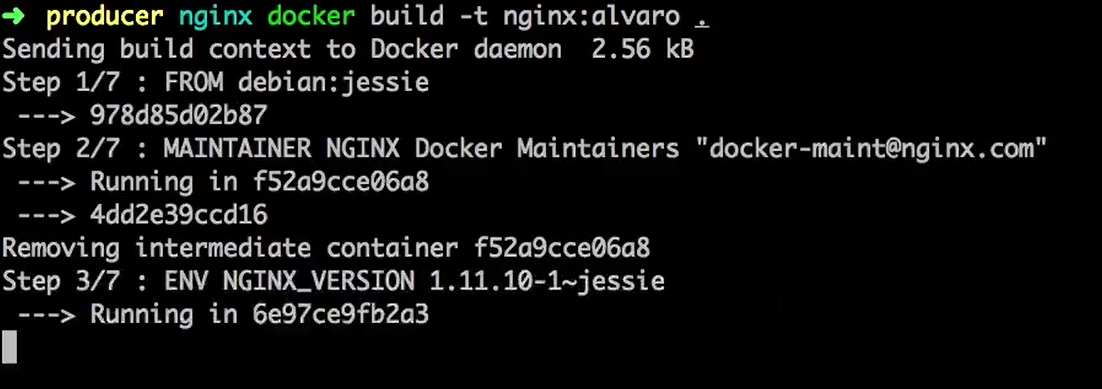 ➜ producer nginx docker build -t nginx:alvaro .
Sending build context to Docker daemon 2.56 kB
Step 1/7 : FROM debian:jessie
---> 978d85d02b87
Step 2/7 : MAINTAINER NGINX Docker Maintainers "docker-maint@nginx.com"
---> Running in f52a9cce06a8
---> 4dd2e39ccd16
Removing intermediate container f52a9cce06a8
Step 3/7 : ENV NGINX_VERSION 1.11.10-1~jessie
---> Running in 6e97ce9fb2a3